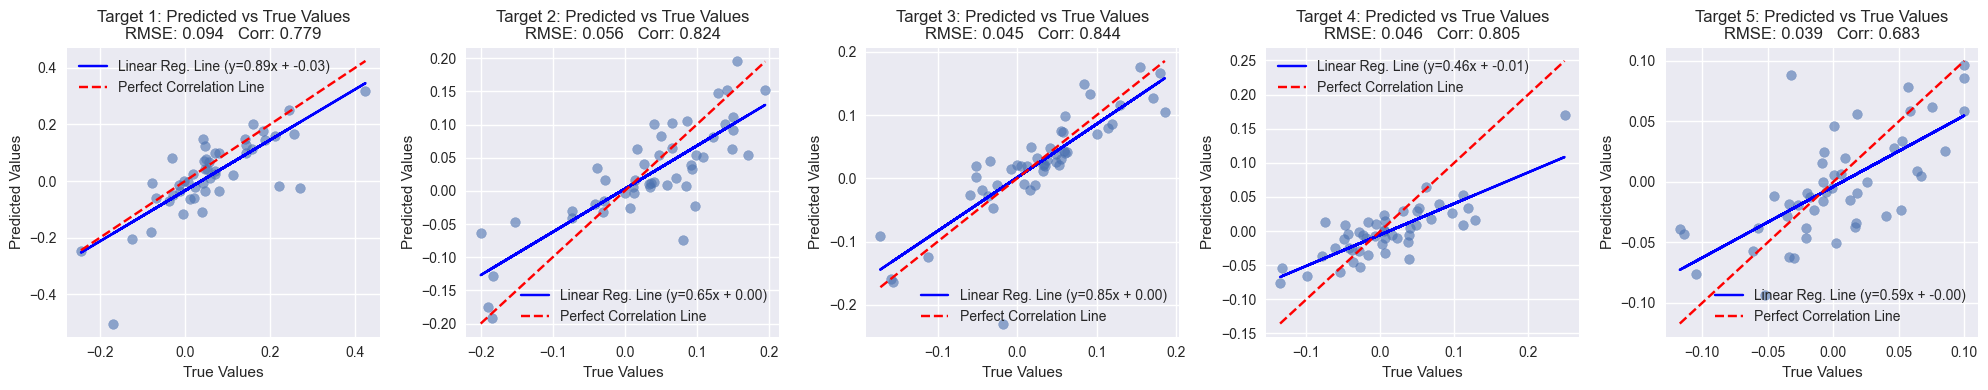 Target 1: Predicted vs True Values
RMSE: 0.094   Corr: 0.779
Linear Reg. Line (y=0.89x + -0.03)
Perfect Correlation Line
0.4
0.2
0.0
−0.2
−0.4
Predicted Values
−0.2
0.0
0.2
0.4
True Values
Target 2: Predicted vs True Values
RMSE: 0.056   Corr: 0.824
0.20
0.15
0.10
0.05
0.00
−0.05
−0.10
−0.15
−0.20
Predicted Values
Linear Reg. Line (y=0.65x + 0.00)
Perfect Correlation Line
−0.2
−0.1
0.0
0.1
0.2
True Values
Target 3: Predicted vs True Values
RMSE: 0.045   Corr: 0.844
0.2
0.1
0.0
−0.1
−0.2
Predicted Values
Linear Reg. Line (y=0.85x + 0.00)
Perfect Correlation Line
−0.1
0.0
0.1
0.2
True Values
Target 4: Predicted vs True Values
RMSE: 0.046   Corr: 0.805
Linear Reg. Line (y=0.46x + -0.01)
Perfect Correlation Line
0.25
0.20
0.15
0.10
0.05
0.00
−0.05
−0.10
−0.15
Predicted Values
−0.1
0.0
0.1
0.2
True Values
Target 5: Predicted vs True Values
RMSE: 0.039   Corr: 0.683
0.10
0.05
0.00
−0.05
−0.10
Predicted Values
Linear Reg. Line (y=0.59x + -0.00)
Perfect Correlation Line
−0.10
−0.05
0.00
0.05
0.10
True Values